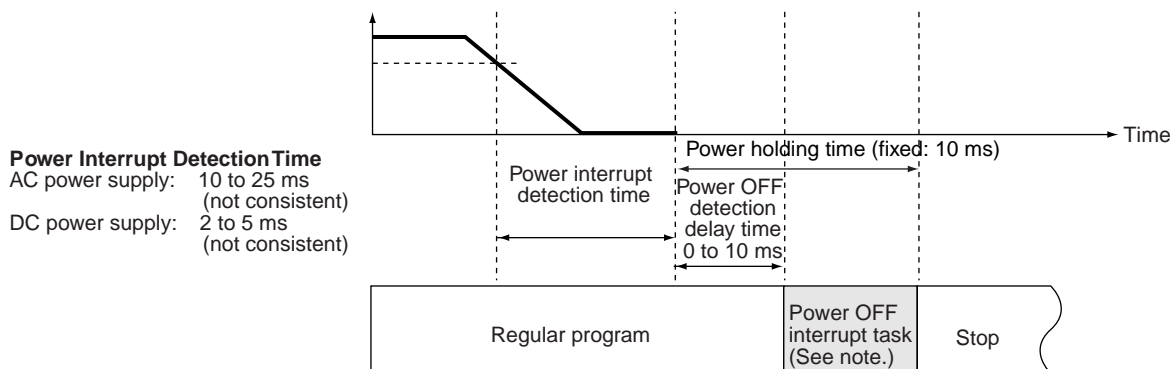 Time
Power Interrupt Detection Time
AC power supply: 10 to 25 ms
(not consistent)
DC power supply: 2 to 5 ms
(not consistent)
Power interrupt
detection time
Power holding time (fixed: 10 ms)
Power OFF
detection
delay time
0 to 10 ms
Regular program
Power OFF
interrupt task
(See note.)
Stop